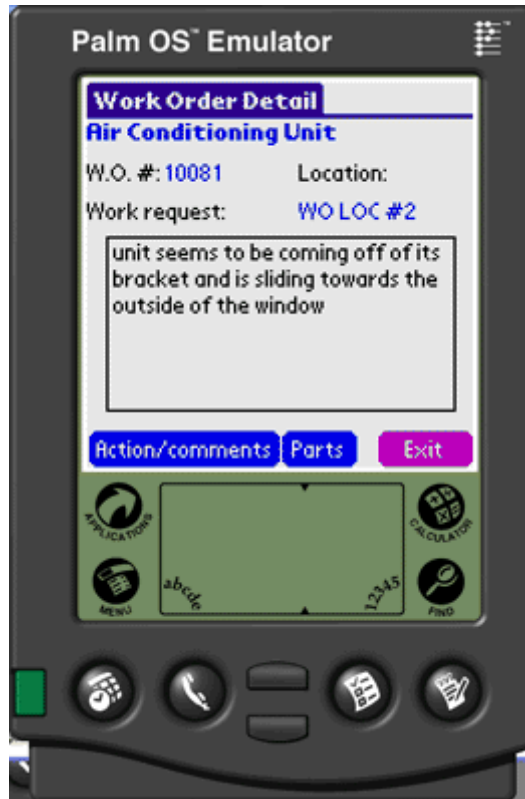 Palm OS™ Emulator
Work Order Detail
Air Conditioning Unit
W.O. #: 10081 Location:
Work request: WO LOC #2
unit seems to be coming off of its
bracket and is sliding towards the
outside of the window
Action/comments Parts Exit
APPLICATIONS CALCULATOR
abcde 12345
MENU FIND